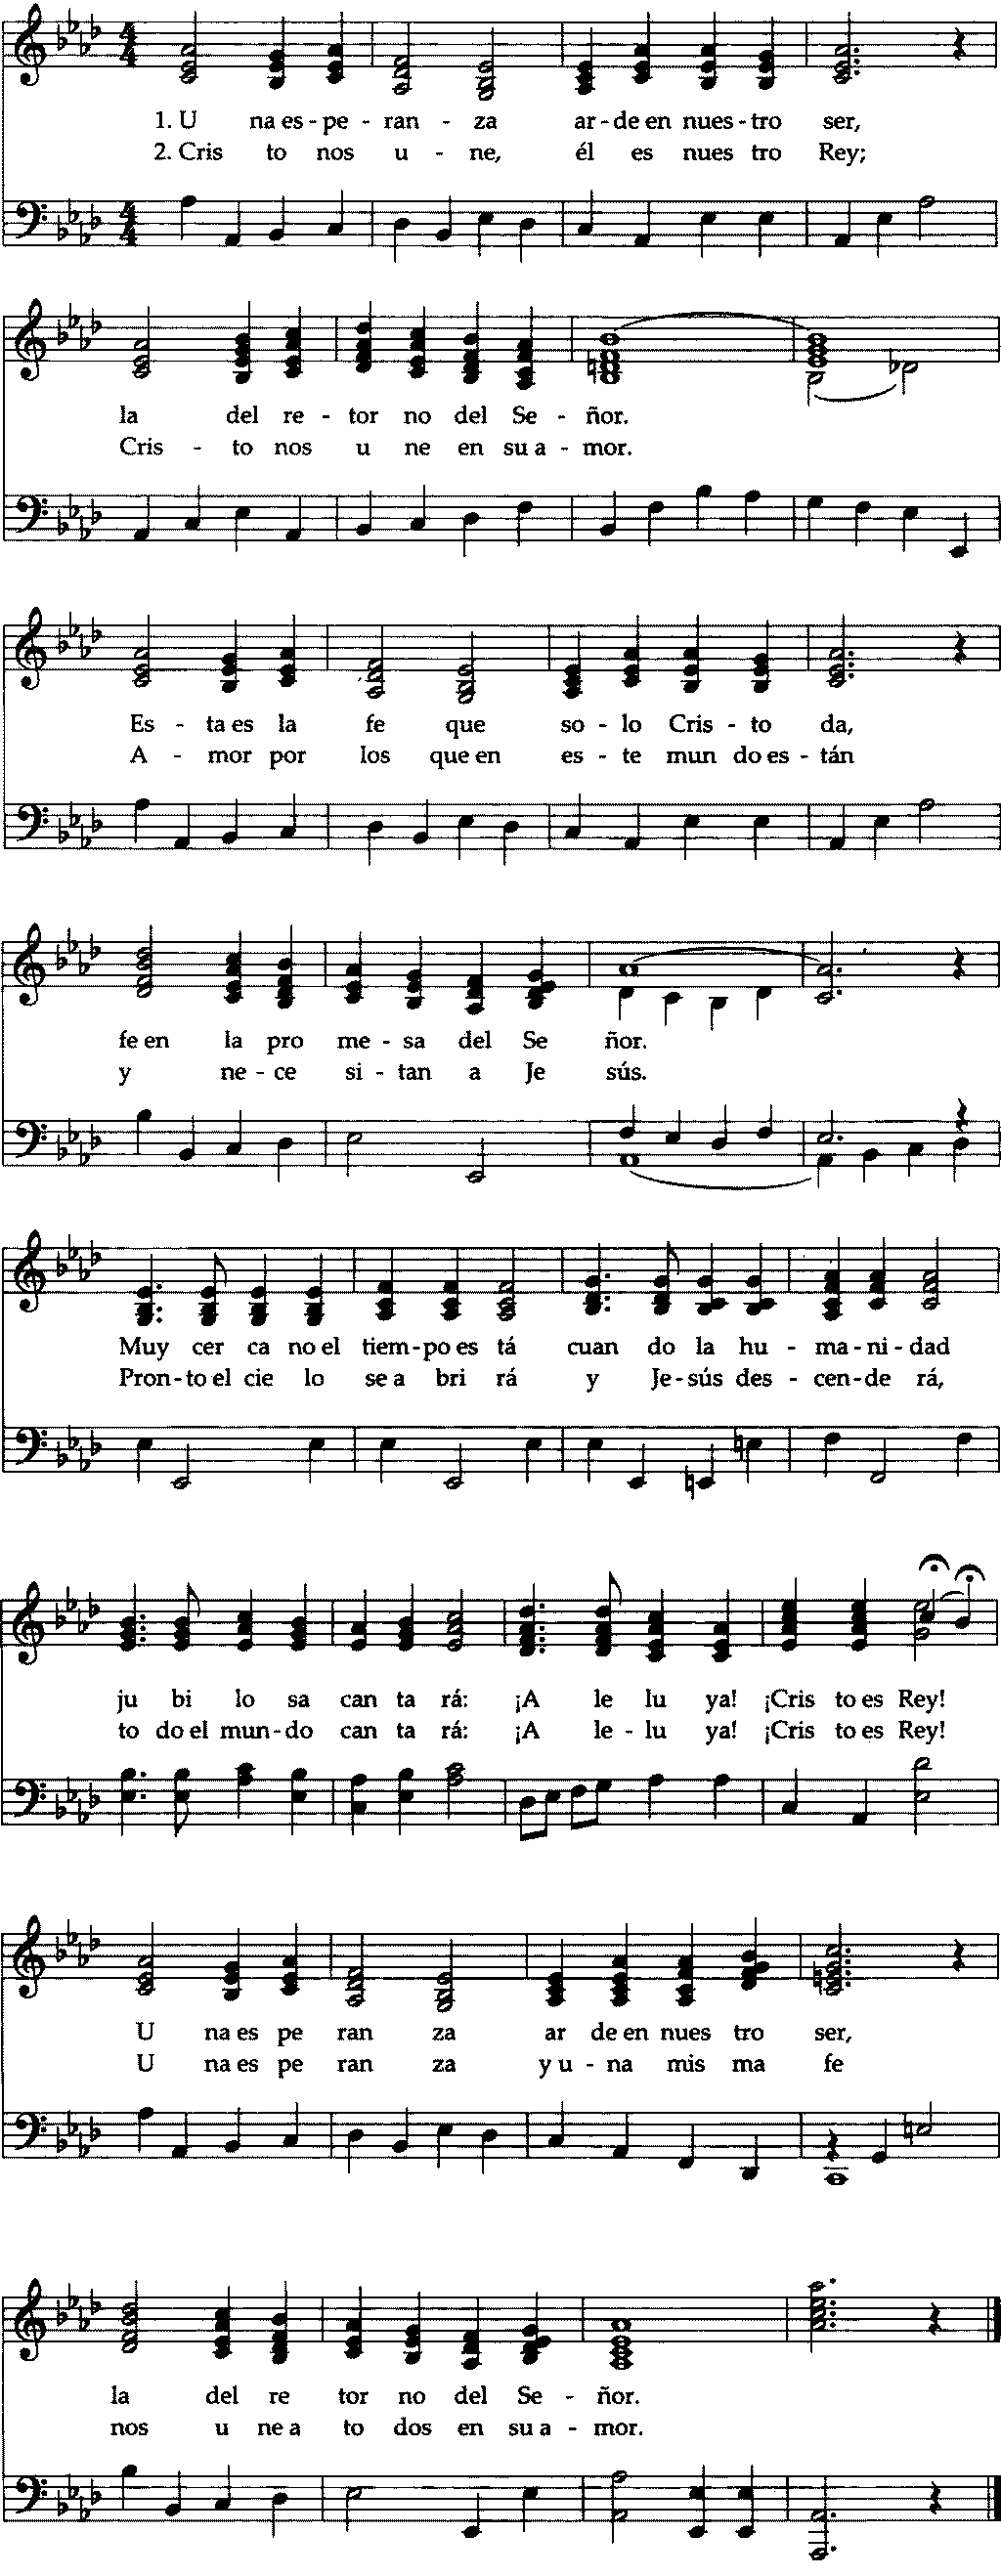 4 4
1. U na es - pe - ran - za ar - de en nues - tro ser,
2. Cris to nos u - ne, él es nues tro Rey;
4 4
la del re - tor no del Se - ñor.
Cris - to nos u ne en su a - mor.
Es - ta es la fe que so - lo Cris - to da,
A - mor por los que en es - te mun do es - tán
fe en la pro me - sa del Se ñor.
y ne - ce si - tan a Je sús.
Muy cer ca no el tiem - po es tá cuan do la hu - ma - ni - dad
Pron - to el cie lo se a bri rá y Je - sús des - cen - de rá,
ju bi lo sa can ta rá: ¡A le lu ya! ¡Cris to es Rey!
to do el mun - do can ta rá: ¡A le - lu ya! ¡Cris to es Rey!
U na es pe ran za ar de en nues tro ser,
U na es pe ran za y u - na mis ma fe
la del re tor no del Se - ñor.
nos u ne a to dos en su a - mor.